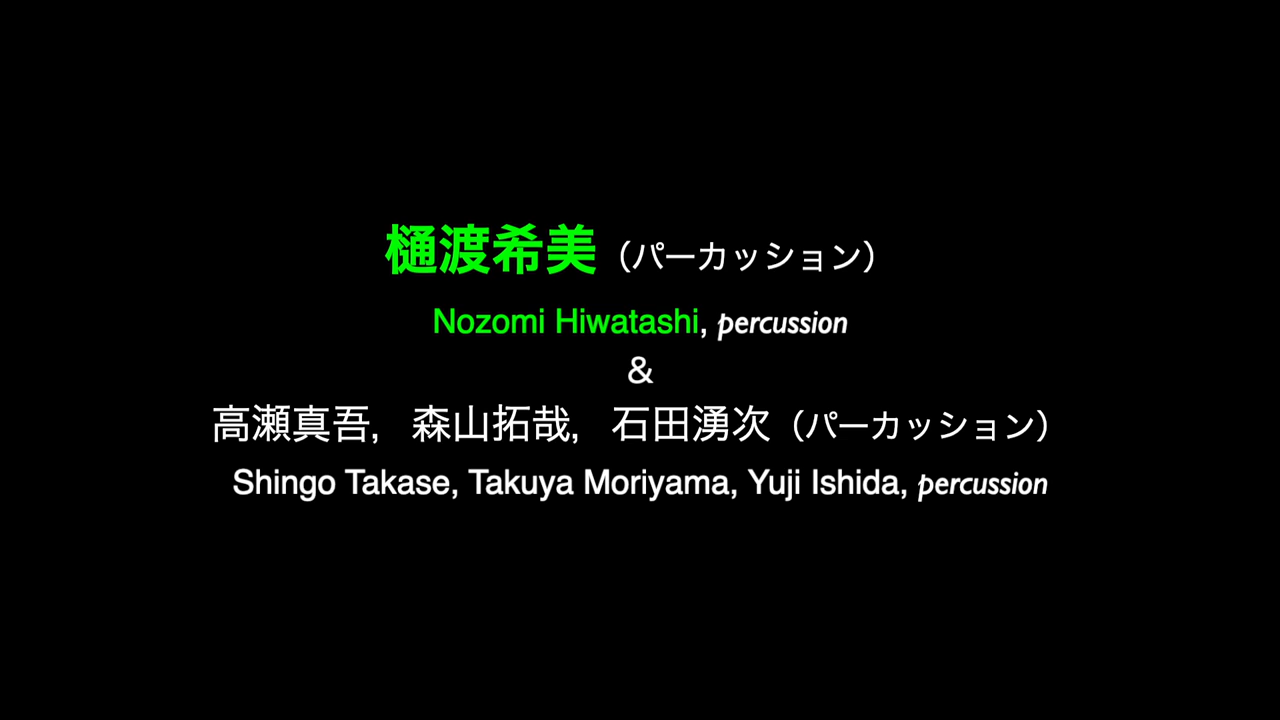 樋渡希美（パーカッション）
Nozomi Hiwatashi, percussion
&
高瀬真吾，森山拓哉，石田湧次（パーカッション）
Shingo Takase, Takuya Moriyama, Yuji Ishida, percussion